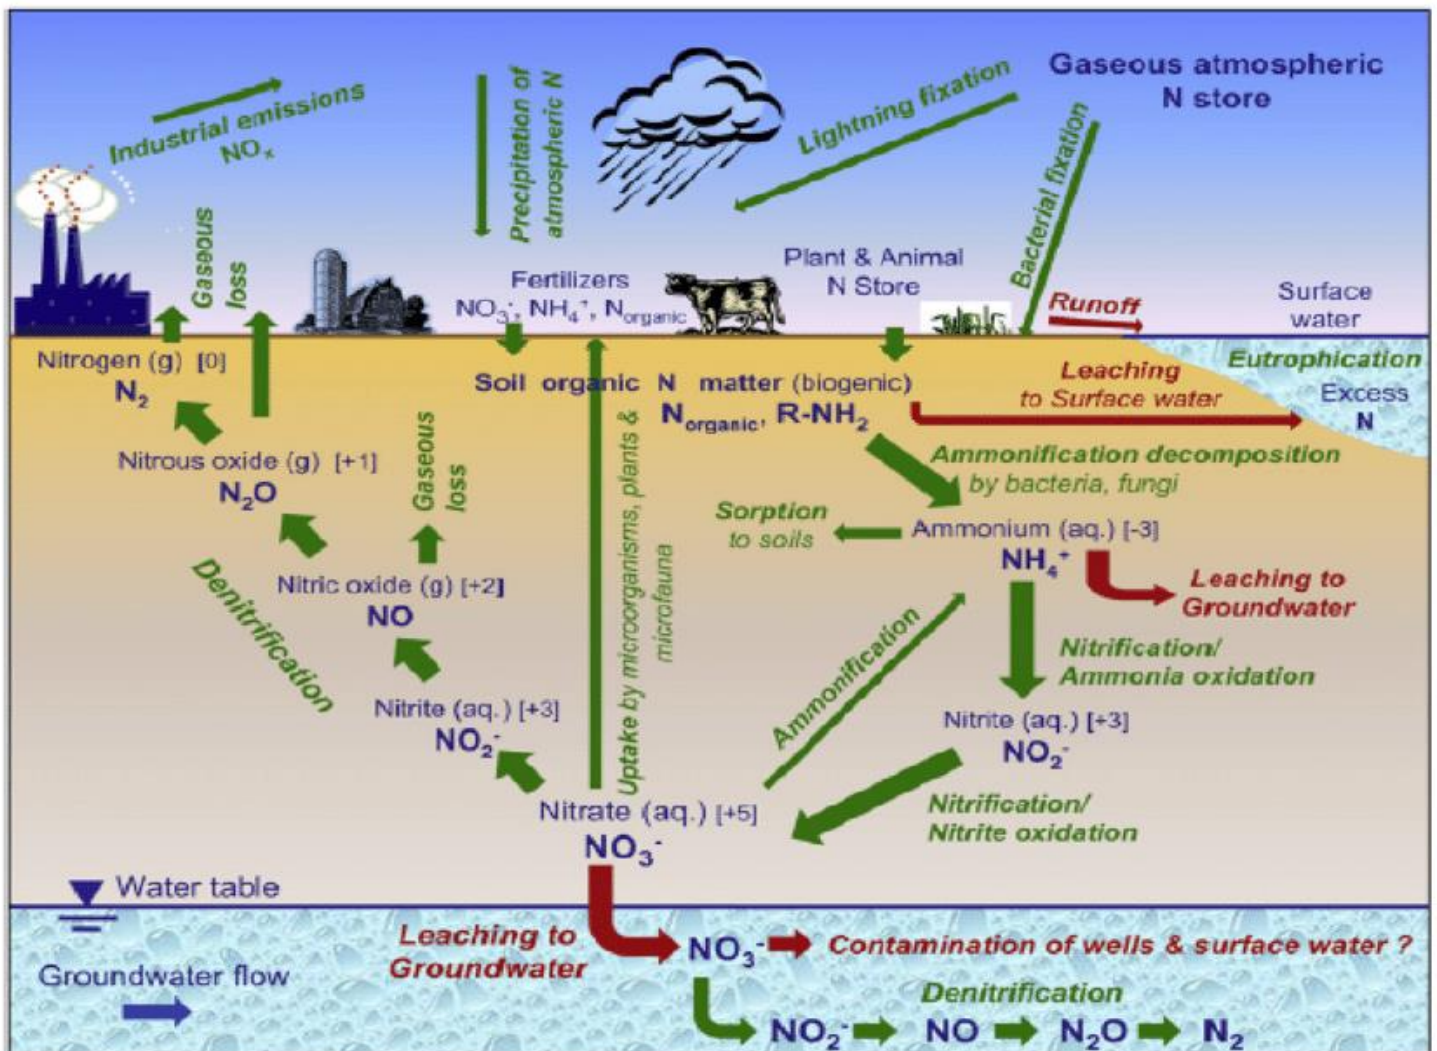 Gaseous atmospheric
N store
Industrial emissions
NOₓ
Precipitation of
atmospheric N
Lightning fixation
Bacterial fixation
Gaseous
loss
Fertilizers
NO₃⁻, NH₄⁺, Norganic
Plant & Animal
N Store
Runoff
Surface
water
Nitrogen (g) [0]
N₂
Soil organic N matter (biogenic)
Norganic, R-NH₂
Leaching
to Surface water
Eutrophication
Excess
N
Nitrous oxide (g) [+1]
N₂O
Gaseous
loss
Uptake by microorganisms, plants &
microfauna
Ammonification decomposition
by bacteria, fungi
Sorption
to soils
Ammonium (aq.) [-3]
NH₄⁺
Leaching to
Groundwater
Denitrification
Nitric oxide (g) [+2]
NO
Ammonification
Nitrification/
Ammonia oxidation
Nitrite (aq.) [+3]
NO₂⁻
Nitrite (aq.) [+3]
NO₂⁻
Nitrate (aq.) [+5]
NO₃⁻
Nitrification/
Nitrite oxidation
Water table
Leaching to
Groundwater
NO₃⁻
Contamination of wells & surface water ?
Groundwater flow
Denitrification
NO₂⁻ NO N₂O N₂